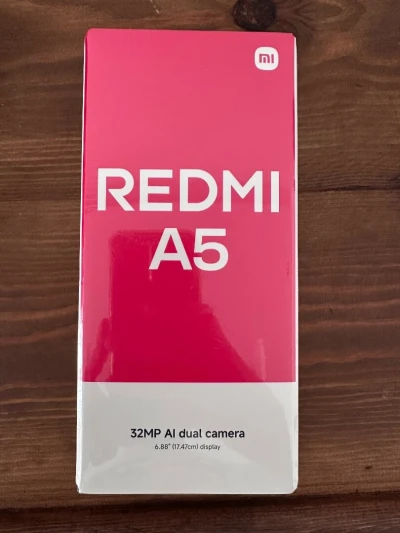 mi
REDMI
A5
32MP AI dual camera
6.88" (17.47cm) display